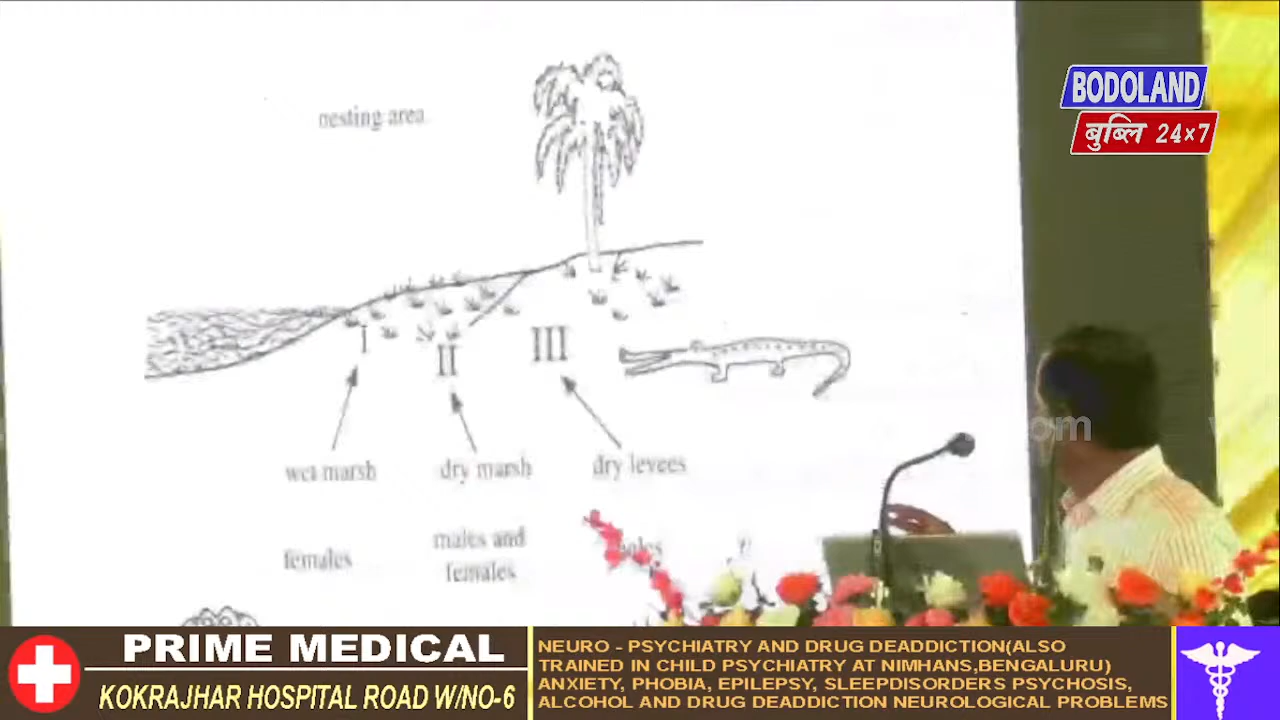 nesting area
BODOLAND
बुब्लि 24×7
I
II
III
om
wet marsh
dry marsh
dry levees
females
males and
females
PRIME MEDICAL
KOKRAJHAR HOSPITAL ROAD W/NO-6
NEURO - PSYCHIATRY AND DRUG DEADDICTION(ALSO
TRAINED IN CHILD PSYCHIATRY AT NIMHANS,BENGALURU)
ANXIETY, PHOBIA, EPILEPSY, SLEEPDISORDERS PSYCHOSIS,
ALCOHOL AND DRUG DEADDICTION NEUROLOGICAL PROBLEMS